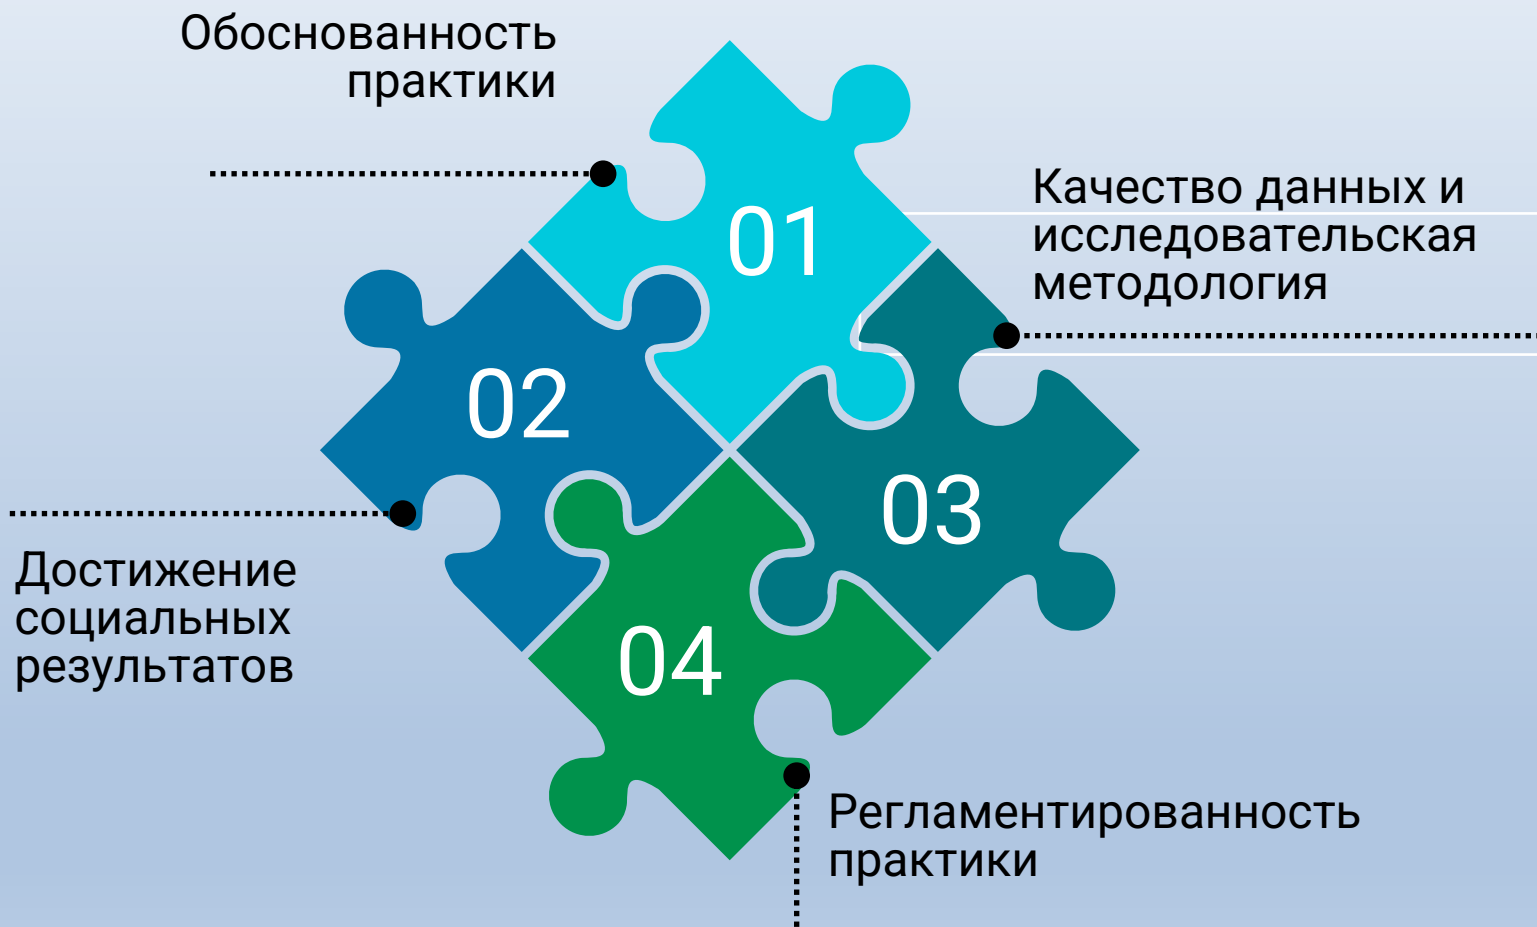 Обоснованность
практики
01
02
Достижение
социальных
результатов
Качество данных и
исследовательская
методология
03
04
Регламентированность
практики